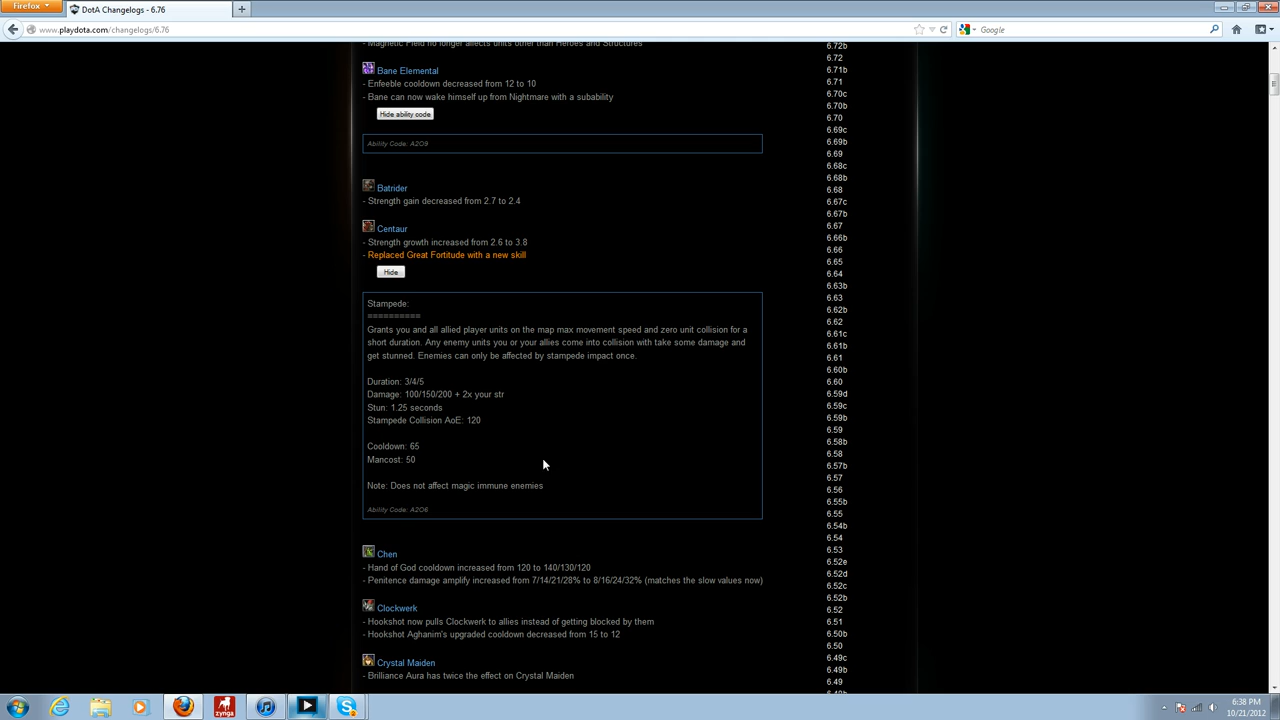 Firefox
DotA Changelogs - 6.76
www.playdota.com/changelogs/6.76
Google
- Magnetic Field no longer affects units other than Heroes and Structures
Bane Elemental
- Enfeeble cooldown decreased from 12 to 10
- Bane can now wake himself up from Nightmare with a subability
Hide ability code
Ability Code: A2O9
Batrider
- Strength gain decreased from 2.7 to 2.4
Centaur
- Strength growth increased from 2.6 to 3.8
- Replaced Great Fortitude with a new skill
Hide
Stampede:
==========
Grants you and all allied player units on the map max movement speed and zero unit collision for a
short duration. Any enemy units you or your allies come into collision with take some damage and
get stunned. Enemies can only be affected by stampede impact once.
Duration: 3/4/5
Damage: 100/150/200 + 2x your str
Stun: 1.25 seconds
Stampede Collision AoE: 120
Cooldown: 65
Mancost: 50
Note: Does not affect magic immune enemies
Ability Code: A2O6
Chen
- Hand of God cooldown increased from 120 to 140/130/120
- Penitence damage amplify increased from 7/14/21/28% to 8/16/24/32% (matches the slow values now)
Clockwerk
- Hookshot now pulls Clockwerk to allies instead of getting blocked by them
- Hookshot Aghanim's upgraded cooldown decreased from 15 to 12
Crystal Maiden
- Brilliance Aura has twice the effect on Crystal Maiden
6.72b
6.72
6.71b
6.71
6.70c
6.70b
6.70
6.69c
6.69b
6.69
6.68c
6.68b
6.68
6.67c
6.67b
6.67
6.66b
6.66
6.65
6.64
6.63b
6.63
6.62b
6.62
6.61c
6.61b
6.61
6.60b
6.60
6.59d
6.59c
6.59b
6.59
6.58b
6.58
6.57b
6.57
6.56
6.55b
6.55
6.54b
6.54
6.53
6.52e
6.52d
6.52c
6.52b
6.52
6.51
6.50b
6.50
6.49c
6.49b
6.49
6.48b
zynga
6:38 PM
10/21/2012